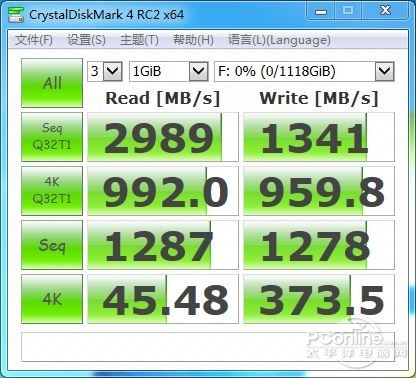 CrystalDiskMark 4 RC2 x64
文件(F) 设置(S) 主题(T) 帮助(H) 语言(L)(Language)
All 3 1GiB F: 0% (0/1118GiB)
Read [MB/s] Write [MB/s]
Seq
Q32T1 2989 1341
4K
Q32T1 992.0 959.8
Seq 1287 1278
4K 45.48 373.5
PConline
太平洋电脑网